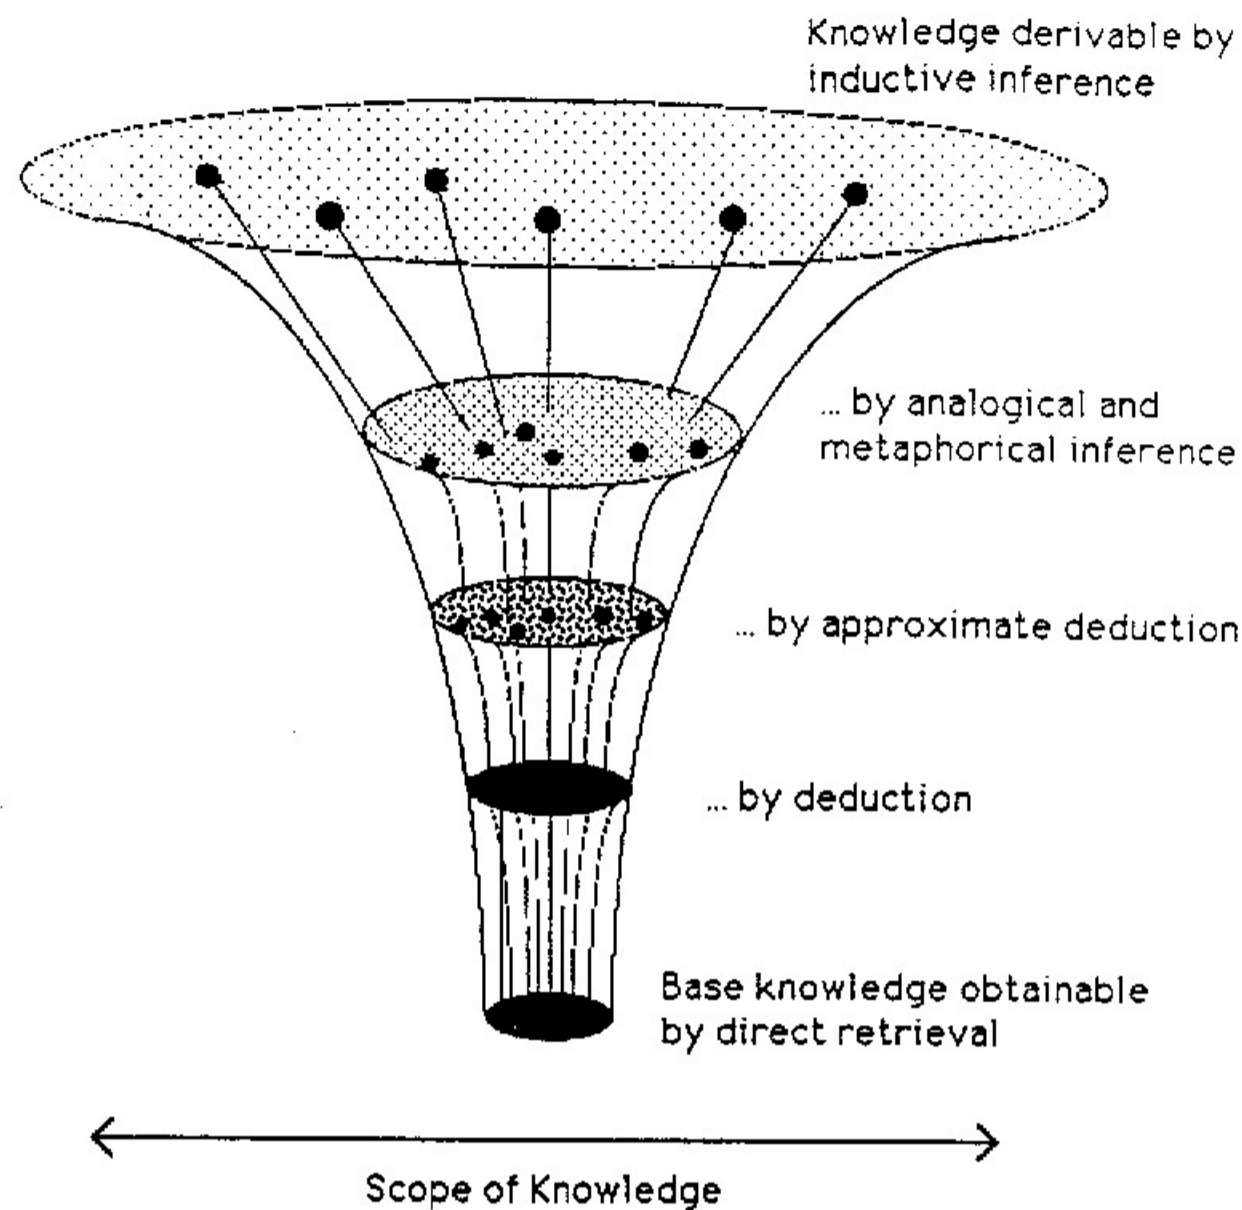 Knowledge derivable by
inductive inference
... by analogical and
metaphorical inference
... by approximate deduction
... by deduction
Base knowledge obtainable
by direct retrieval
Scope of Knowledge